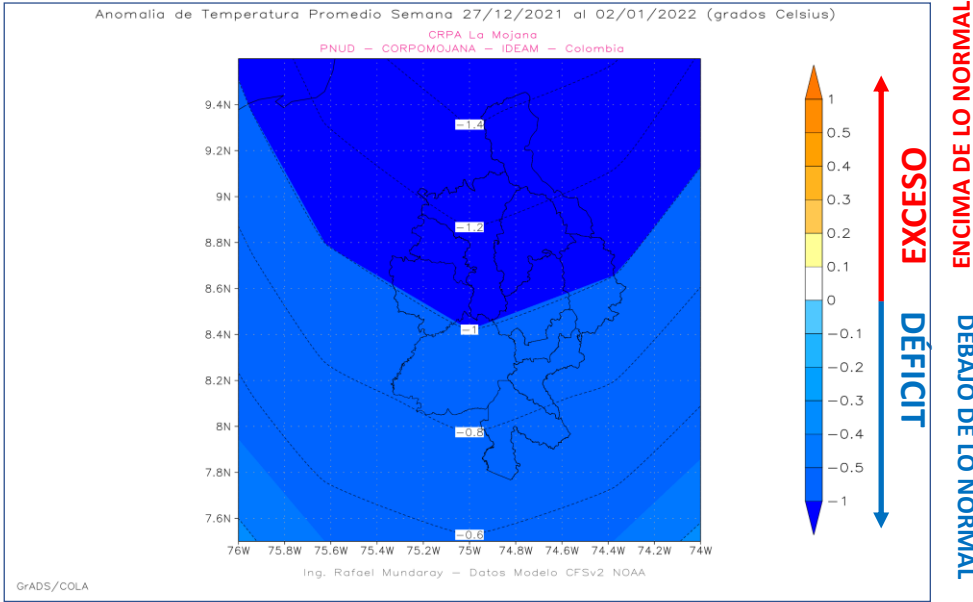 Anomalía de Temperatura Promedio Semana 27/12/2021 al 02/01/2022 (grados Celsius)
CRPA La Mojana
PNUD – CORPOMOJANA – IDEAM – Colombia
9.4N
9.2N
9N
8.8N
8.6N
8.4N
8.2N
8N
7.8N
7.6N
−1.4
−1.2
−1
−0.8
−0.6
76W 75.8W 75.6W 75.2W 75W 74.8W 74.6W 74.4W 74.2W 74W
1
0.5
0.4
0.3
0.2
0.1
0
−0.1
−0.2
−0.3
−0.4
−0.5
−1
EXCESO
DÉFICIT
ENCIMA DE LO NORMAL
DEBAJO DE LO NORMAL
Ing. Rafael Mundaray – Datos Modelo CFSv2 NOAA
GrADS/COLA